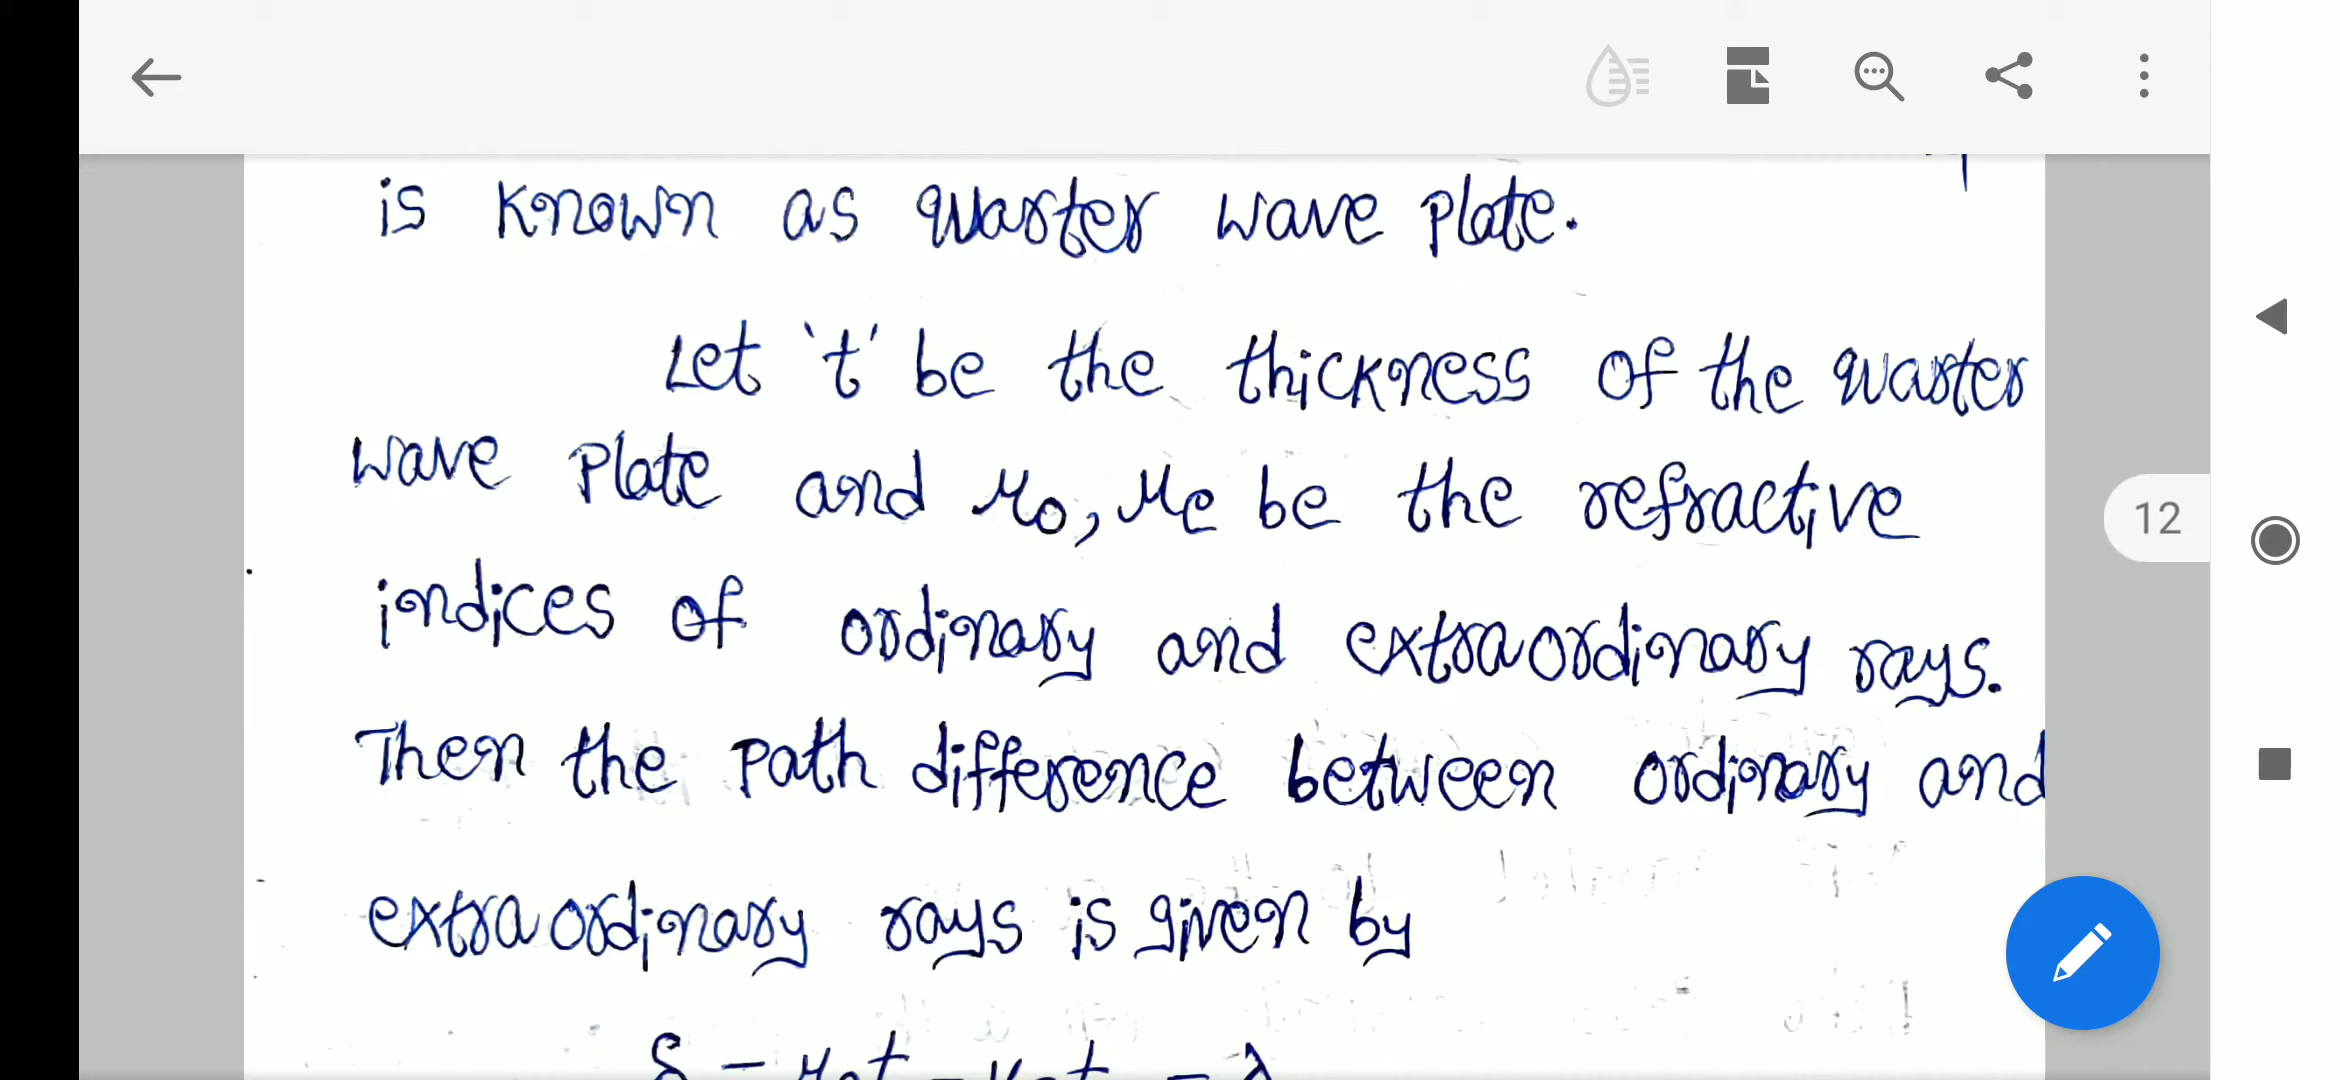 is known as quarter wave plate.
Let 't' be the thickness of the quarter
wave plate and μo, μe be the refractive
12
indices of ordinary and extraordinary rays.
Then the path difference between ordinary and
extraordinary rays is given by